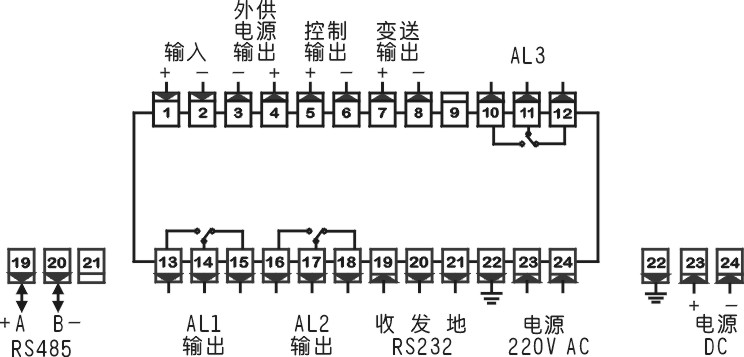 外供
电源
输入 输出 控制 输出 变送 输出 AL3
+ − − + + − + −
1 2 3 4 5 6 7 8 9 10 11 12
19 20 21 13 14 15 16 17 18 19 20 21 22 23 24 22 23 24
+A B− AL1 输出 AL2 输出 收 发 地 电源 + −
RS485 RS232 220V AC 电源 DC